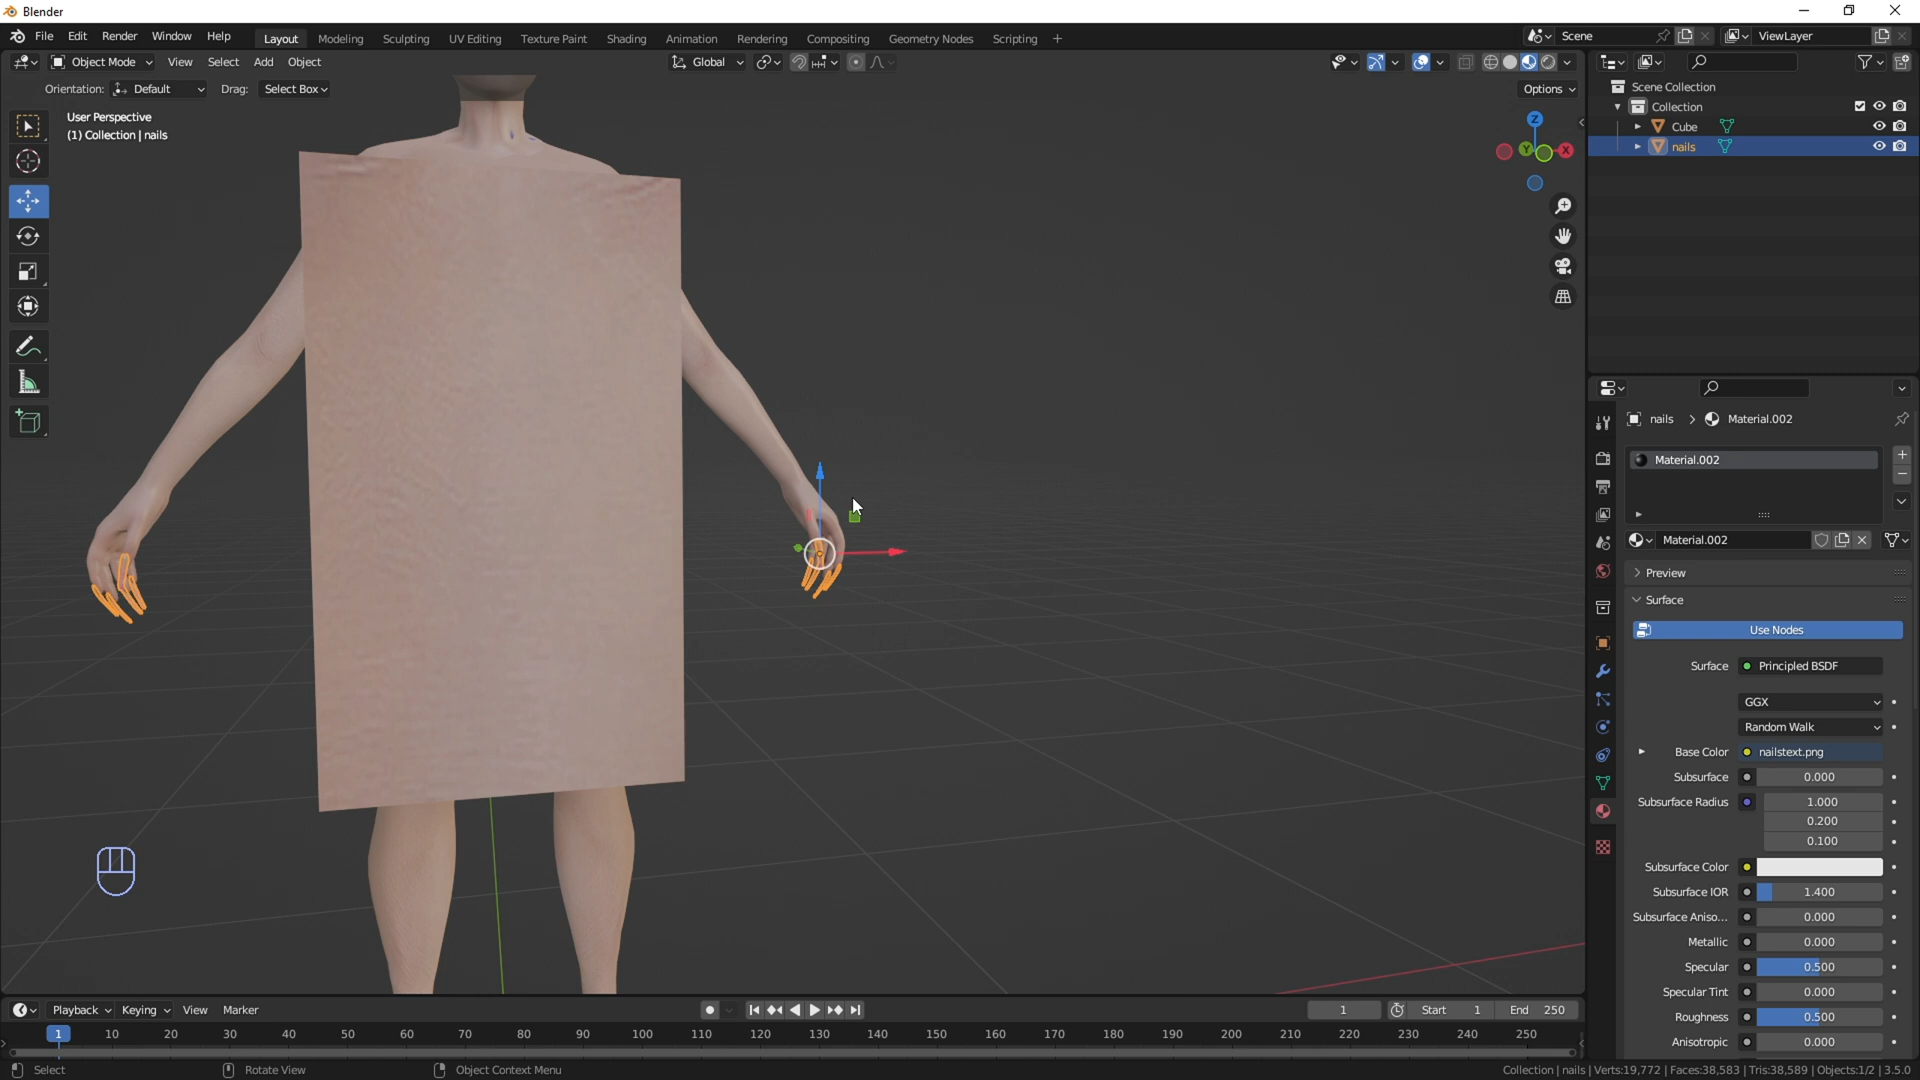 Blender
File Edit Render Window Help
Layout Modeling Sculpting UV Editing Texture Paint Shading Animation Rendering Compositing Geometry Nodes Scripting +
Scene
ViewLayer
Object Mode View Select Add Object
Global
Orientation: Default Drag: Select Box
Options
User Perspective
(1) Collection | nails
Z
Y
X
Scene Collection
Collection
Cube
nails
nails > Material.002
Material.002
Material.002
Preview
Surface
Use Nodes
Surface Principled BSDF
GGX
Random Walk
Base Color nailstext.png
Subsurface 0.000
Subsurface Radius 1.000
0.200
0.100
Subsurface Color
Subsurface IOR 1.400
Subsurface Aniso... 0.000
Metallic 0.000
Specular 0.500
Specular Tint 0.000
Roughness 0.500
Anisotropic 0.000
Playback Keying View Marker
1 Start 1 End 250
1 10 20 30 40 50 60 70 80 90 100 110 120 130 140 150 160 170 180 190 200 210 220 230 240 250
Select Rotate View Object Context Menu
Collection | nails | Verts:19,772 | Faces:38,583 | Tris:38,589 | Objects:1/2 | 3.5.0